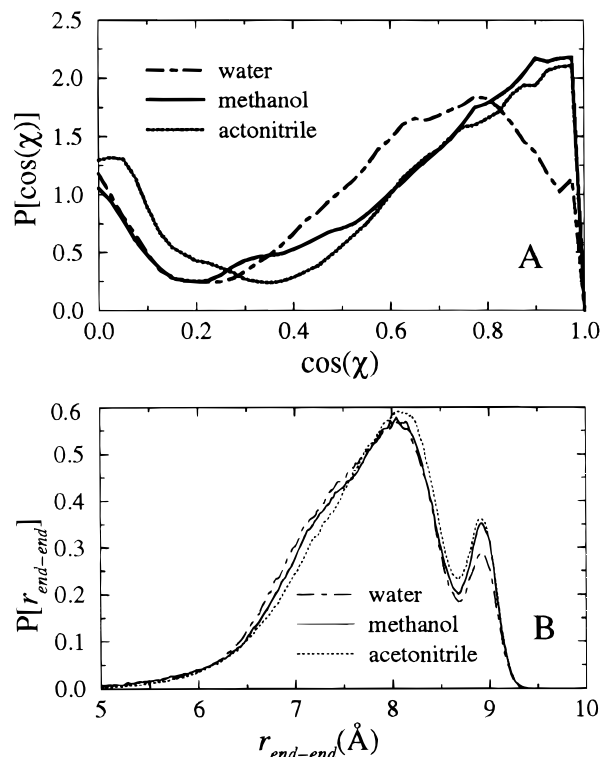 2.5
2.0
1.5
1.0
0.5
0.0
P[cos(χ)]
water
methanol
actonitrile
A
0.0 0.2 0.4 0.6 0.8 1.0
cos(χ)
0.6
0.5
0.4
0.3
0.2
0.1
0.0
P[r end−end]
water
methanol
acetonitrile
B
5 6 7 8 9 10
r end−end(Å)